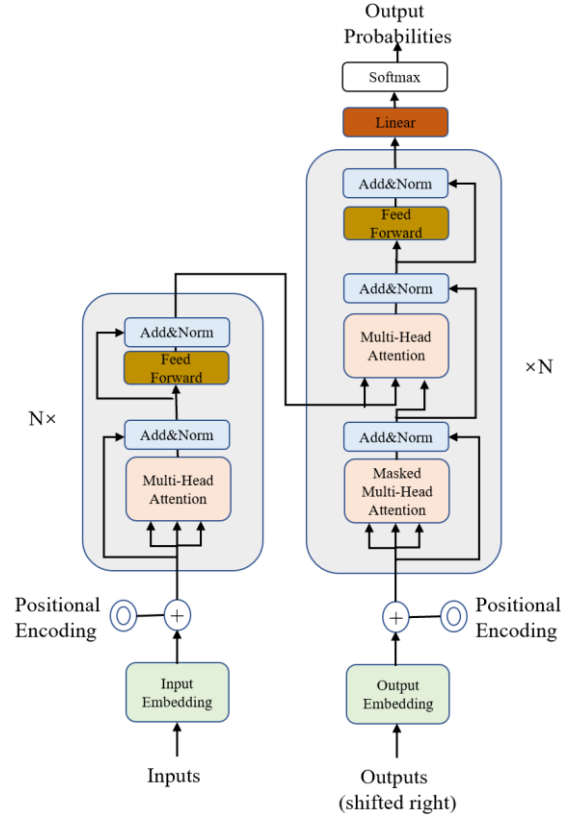 Output
Probabilities
Softmax
Linear
Add&Norm
Feed
Forward
Add&Norm
Multi-Head
Attention
×N
Add&Norm
Masked
Multi-Head
Attention
Positional
Encoding
+
Output
Embedding
Outputs
(shifted right)
Add&Norm
Feed
Forward
N×
Add&Norm
Multi-Head
Attention
Positional
Encoding
+
Input
Embedding
Inputs